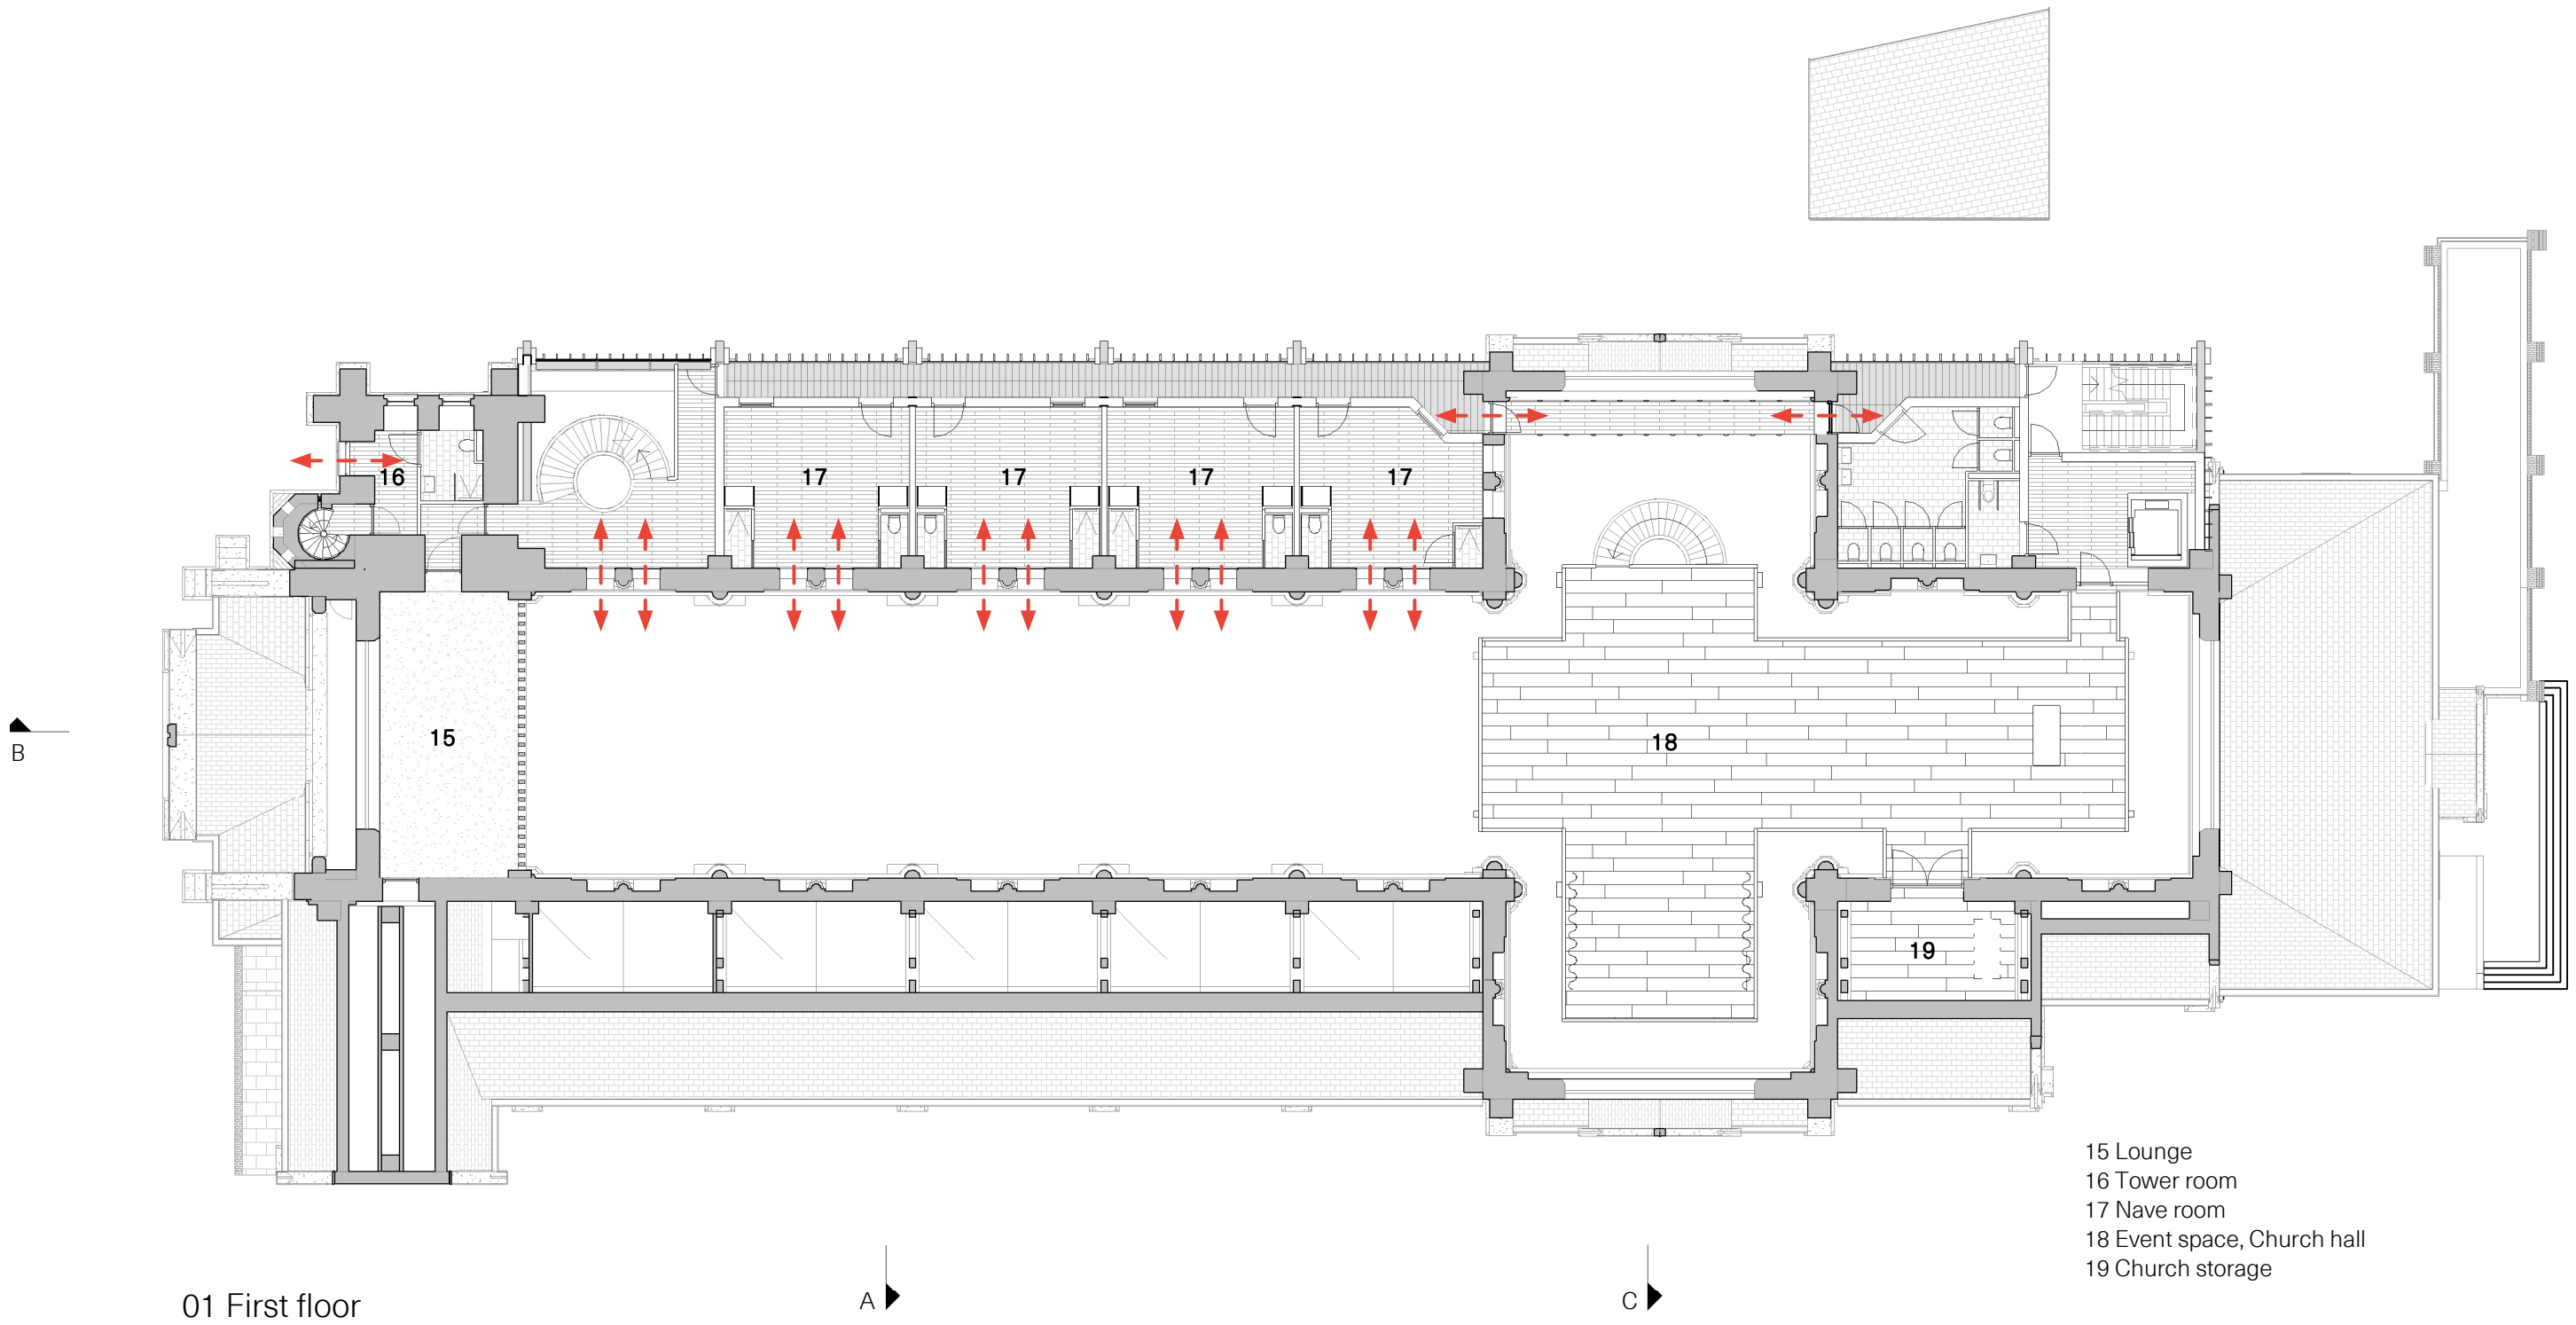 16
17
17
17
17
15
18
B
19
15 Lounge
16 Tower room
17 Nave room
18 Event space, Church hall
19 Church storage
A
C
01 First floor